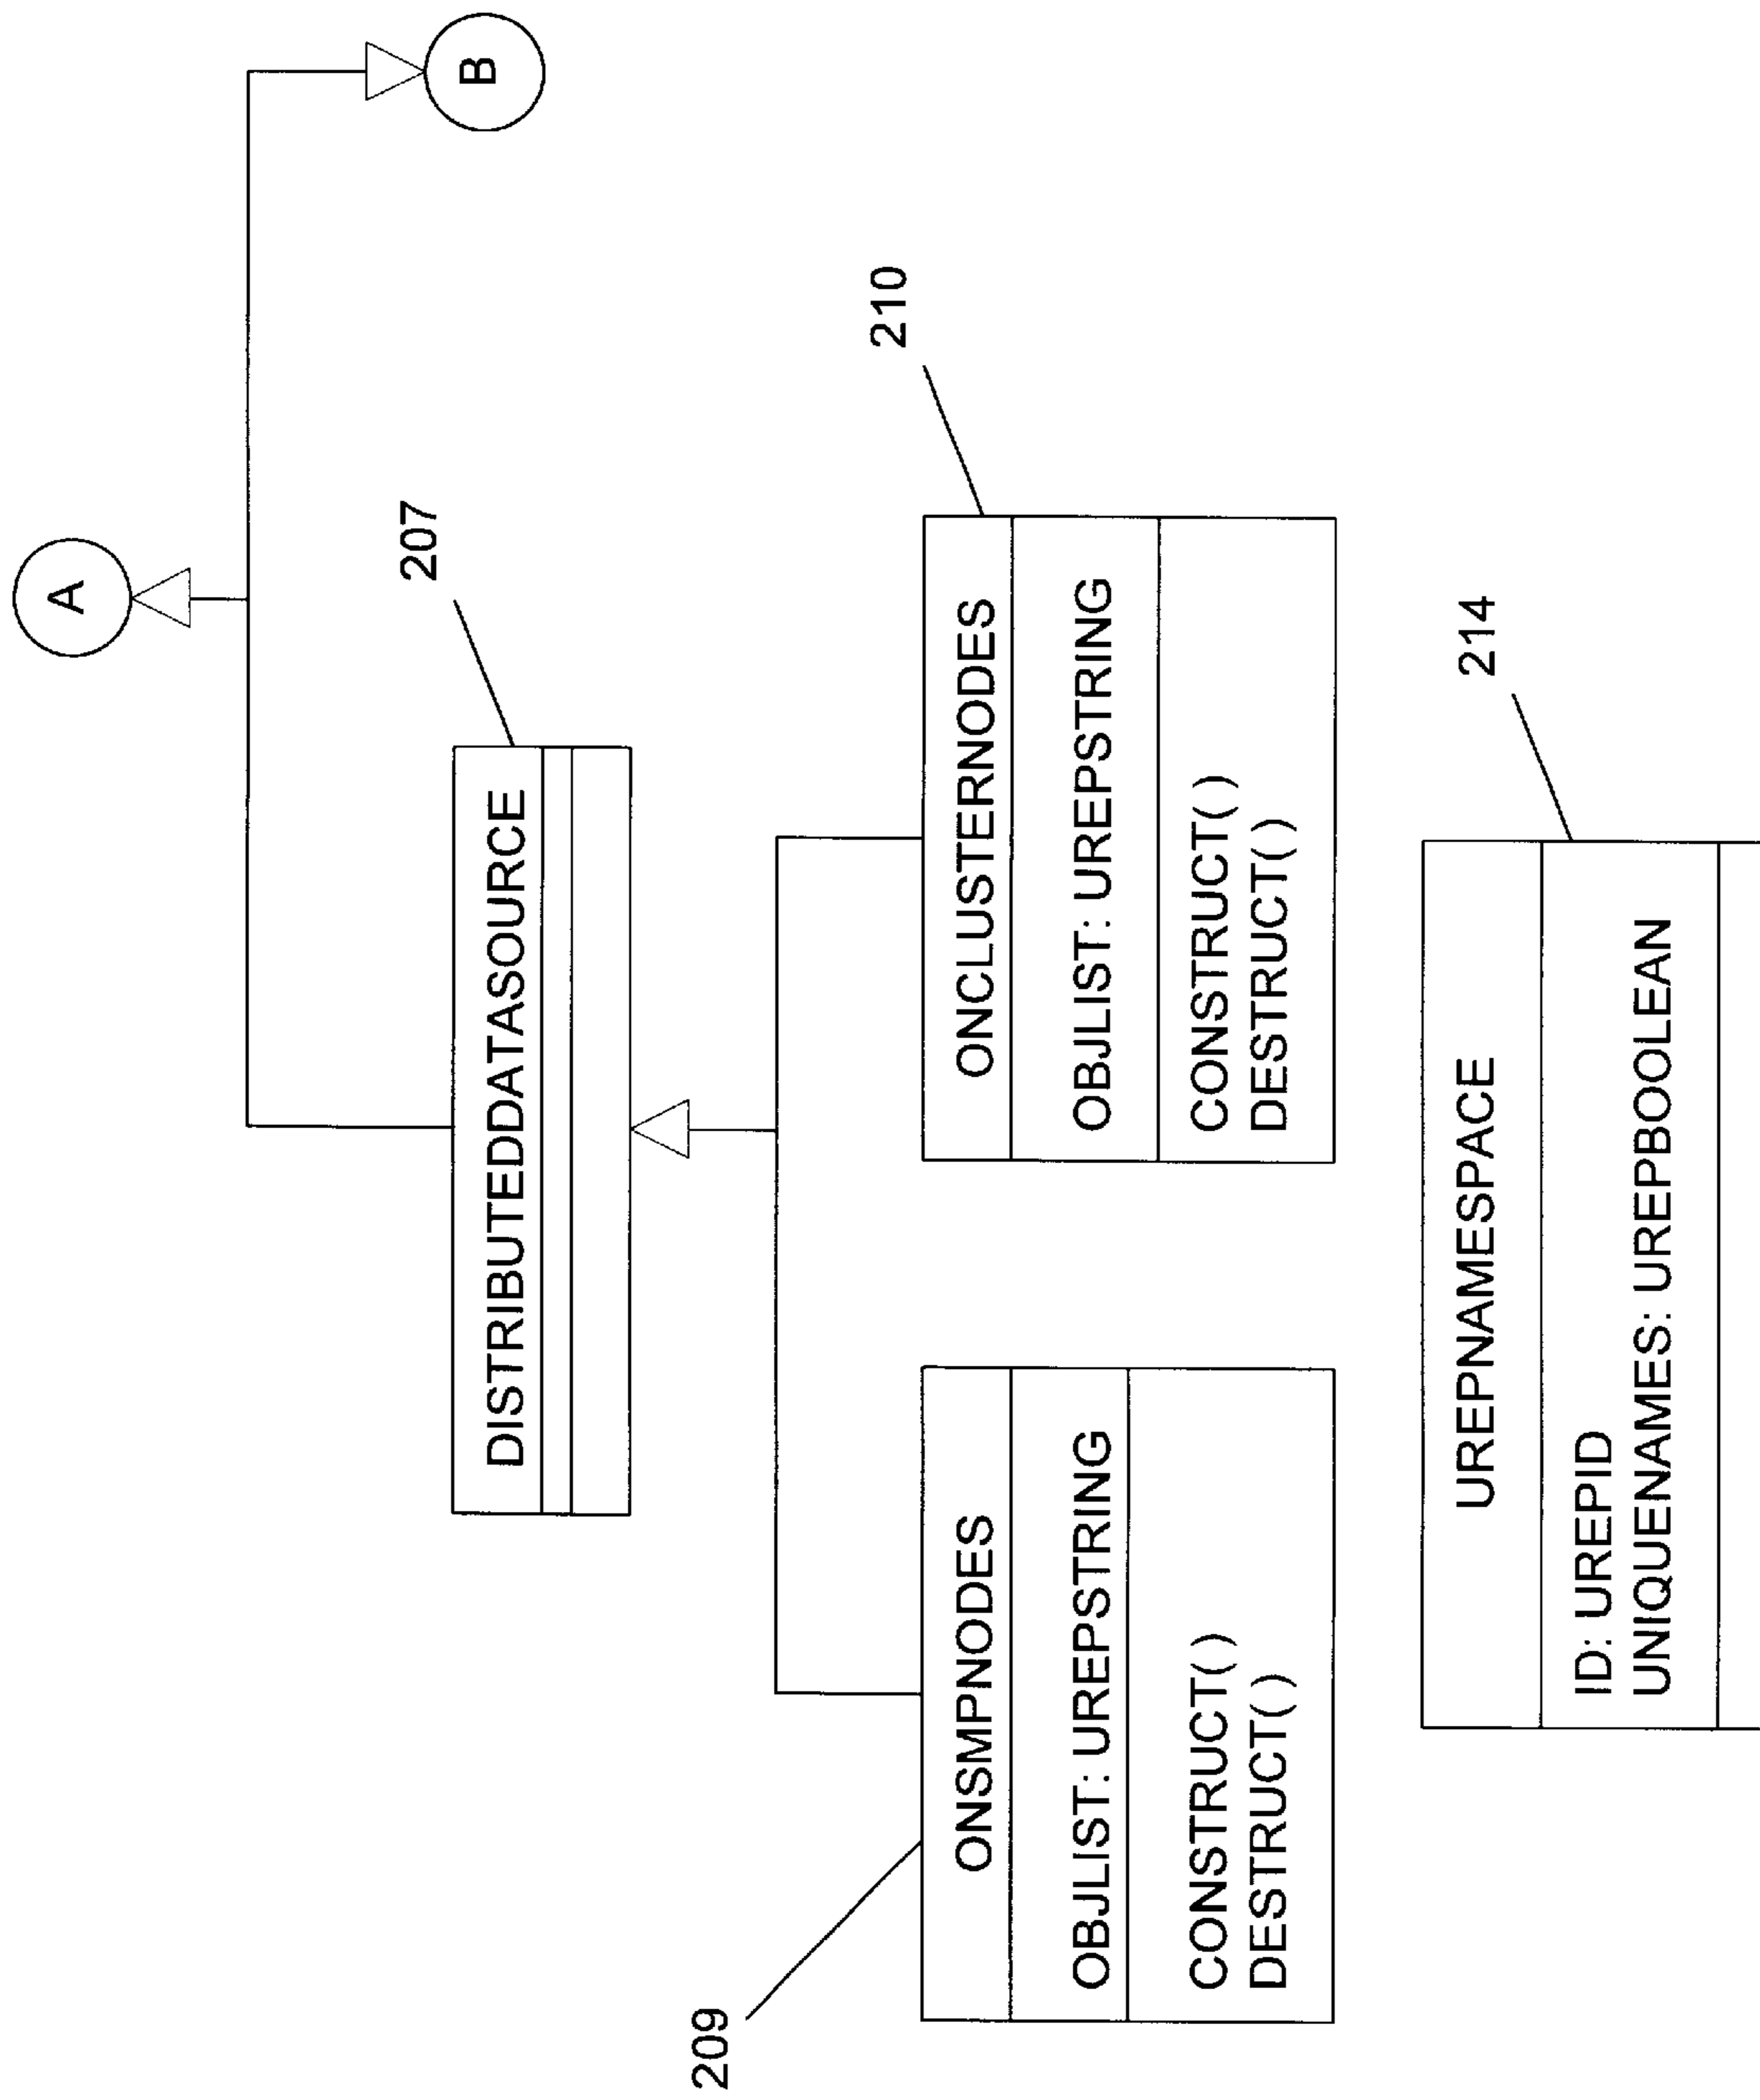 A
207
B
DISTRIBUTEDDATASOURCE
209
210
ONSMPNODES
OBJLIST: UREPSTRING
CONSTRUCT( )
DESTRUCT( )
ONCLUSTERNODES
OBJLIST: UREPSTRING
CONSTRUCT( )
DESTRUCT( )
214
UREPNAMESPACE
ID: UREPID
UNIQUENAMES: UREPBOOLEAN